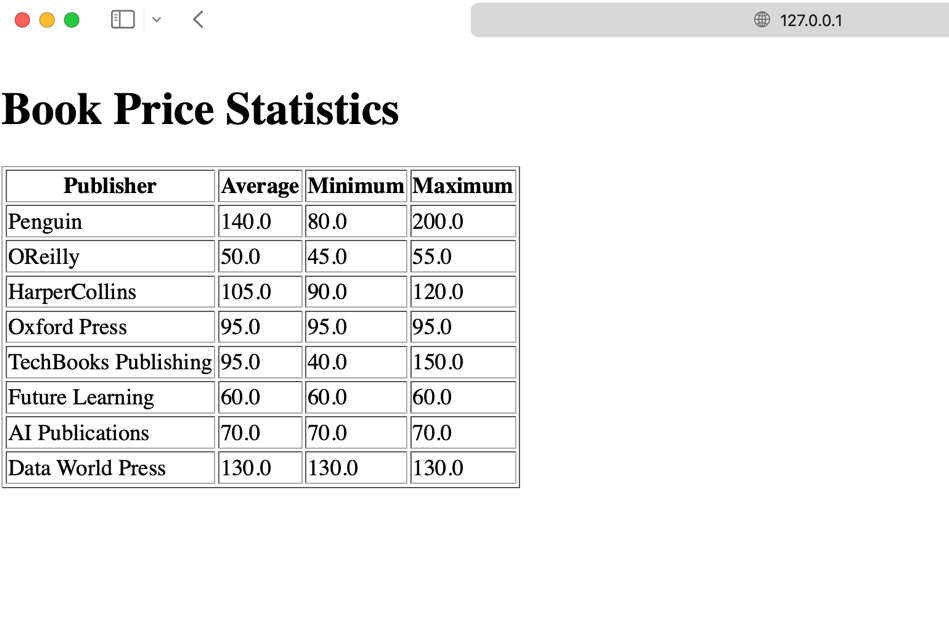 127.0.0.1
Book Price Statistics
Publisher Average Minimum Maximum
Penguin 140.0 80.0 200.0
OReilly 50.0 45.0 55.0
HarperCollins 105.0 90.0 120.0
Oxford Press 95.0 95.0 95.0
TechBooks Publishing 95.0 40.0 150.0
Future Learning 60.0 60.0 60.0
AI Publications 70.0 70.0 70.0
Data World Press 130.0 130.0 130.0